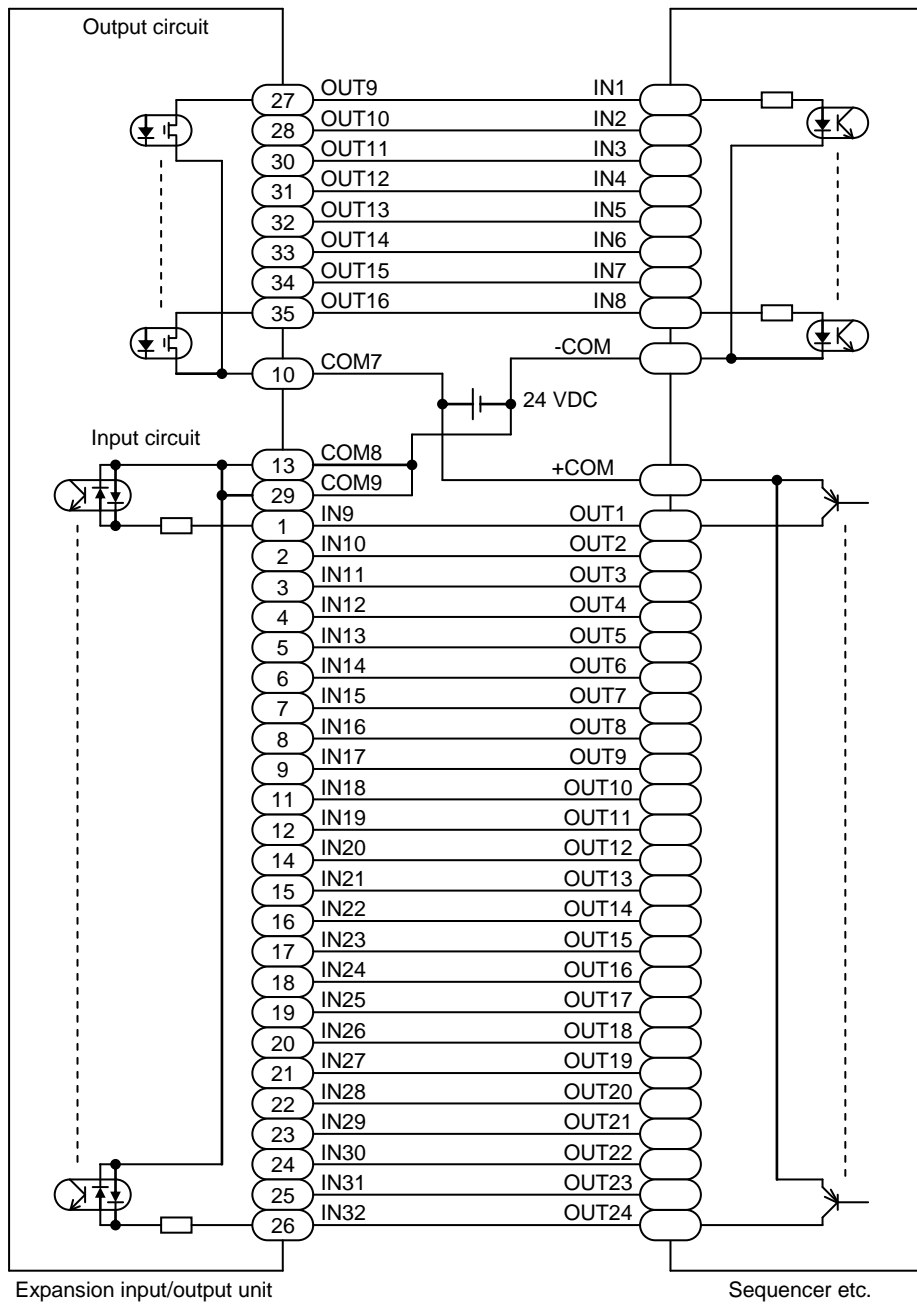 Output circuit
27 OUT9 IN1
28 OUT10 IN2
30 OUT11 IN3
31 OUT12 IN4
32 OUT13 IN5
33 OUT14 IN6
34 OUT15 IN7
35 OUT16 IN8
10 COM7 -COM
24 VDC
Input circuit
13 COM8
+COM
29 COM9
1 IN9 OUT1
2 IN10 OUT2
3 IN11 OUT3
4 IN12 OUT4
5 IN13 OUT5
6 IN14 OUT6
7 IN15 OUT7
8 IN16 OUT8
9 IN17 OUT9
11 IN18 OUT10
12 IN19 OUT11
14 IN20 OUT12
15 IN21 OUT13
16 IN22 OUT14
17 IN23 OUT15
18 IN24 OUT16
19 IN25 OUT17
20 IN26 OUT18
21 IN27 OUT19
22 IN28 OUT20
23 IN29 OUT21
24 IN30 OUT22
25 IN31 OUT23
26 IN32 OUT24
Expansion input/output unit
Sequencer etc.